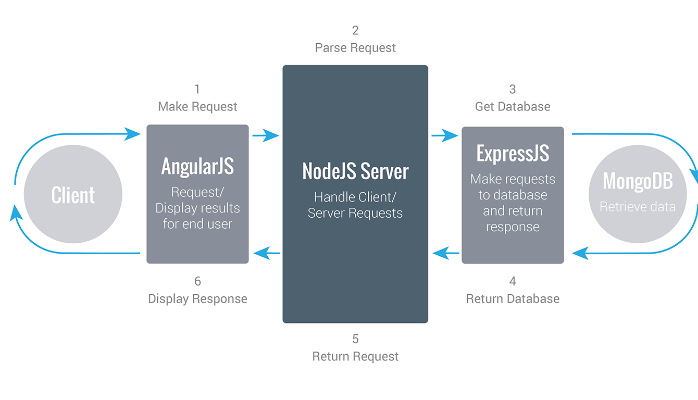 2
Parse Request
1
Make Request
3
Get Database
Client
AngularJS
Request/
Display results
for end user
NodeJS Server
Handle Client/
Server Requests
ExpressJS
Make requests
to database
and return
response
MongoDB
Retrieve data
6
Display Response
4
Return Database
5
Return Request